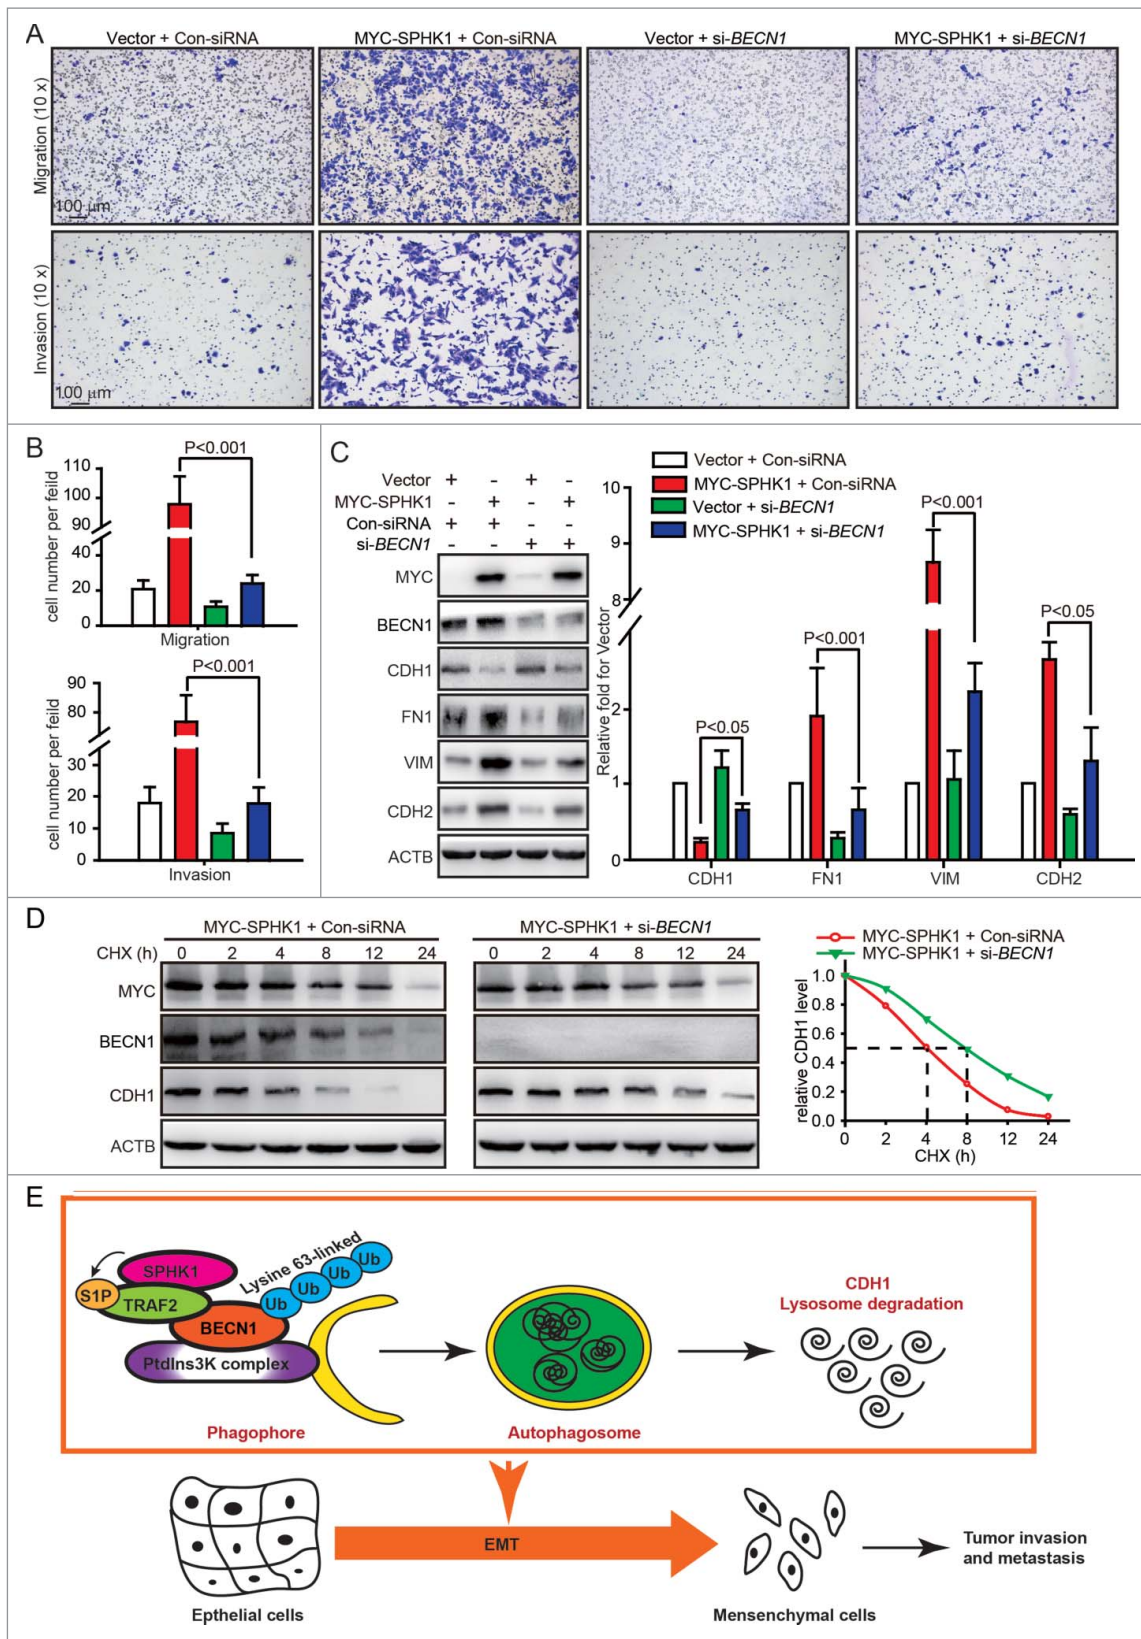 A
Vector + Con-siRNA
MYC-SPHK1 + Con-siRNA
Vector + si-BECN1
MYC-SPHK1 + si-BECN1
Migration (10 x)
100 μm
Invasion (10 x)
100 μm
B
P<0.001
cell number per feild
110
100
90
40
20
0
Migration
P<0.001
cell number per feild
90
80
70
30
20
10
0
Invasion
C
Vector + - + -
MYC-SPHK1 - + - +
Con-siRNA + + - -
si-BECN1 - - + +
MYC
BECN1
CDH1
FN1
VIM
CDH2
ACTB
Vector + Con-siRNA
MYC-SPHK1 + Con-siRNA
Vector + si-BECN1
MYC-SPHK1 + si-BECN1
Relative fold for Vector
10
9
8
2
1
0
P<0.05
P<0.001
P<0.001
P<0.05
CDH1 FN1 VIM CDH2
D
MYC-SPHK1 + Con-siRNA
MYC-SPHK1 + si-BECN1
CHX (h) 0 2 4 8 12 24
0 2 4 8 12 24
MYC
BECN1
CDH1
ACTB
MYC-SPHK1 + Con-siRNA
MYC-SPHK1 + si-BECN1
relative CDH1 level
1.0
0.8
0.6
0.4
0.2
0.0
0 2 4 8 12 24
CHX (h)
E
SPHK1
S1P
TRAF2
BECN1
PtdIns3K complex
Lysine 63-linked
Ub
Ub
Ub
Ub
Phagophore
Autophagosome
CDH1
Lysosome degradation
EMT
Epthelial cells
Mensenchymal cells
Tumor invasion
and metastasis